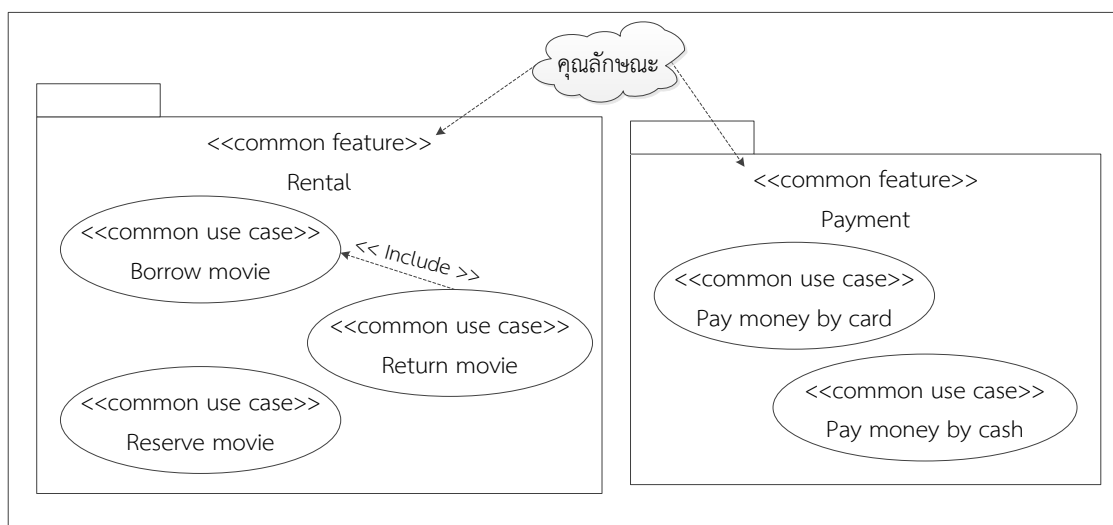 คุณลักษณะ
<<common feature>>
Rental
<<common use case>>
Borrow movie
<< Include >>
<<common use case>>
Return movie
<<common use case>>
Reserve movie
<<common feature>>
Payment
<<common use case>>
Pay money by card
<<common use case>>
Pay money by cash